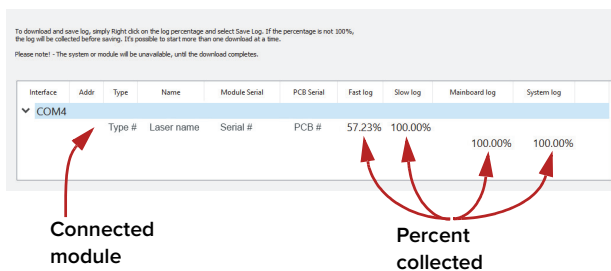 To download and save log, simply Right click on the log percentage and select Save Log. If the percentage is not 100%,
the log will be collected before saving. It's possible to start more than one download at a time.
Please note! - The system or module will be unavailable, until the download completes.
Interface Addr Type Name Module Serial PCB Serial Fast log Slow log Mainboard log System log
COM4
Type # Laser name Serial # PCB # 57.23% 100.00%
100.00% 100.00%
Connected
module
Percent
collected